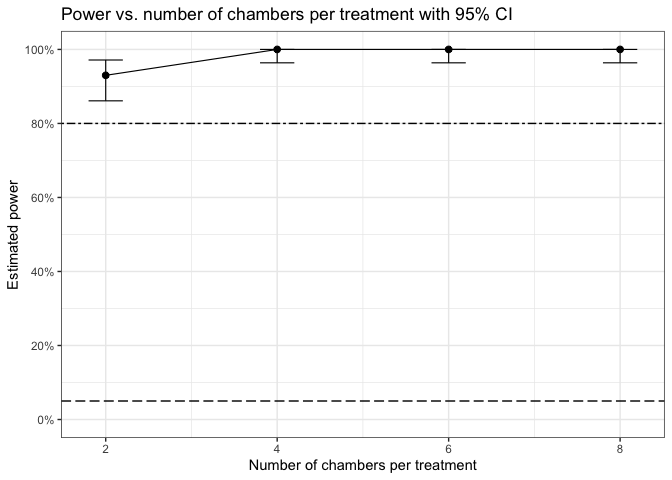 Power vs. number of chambers per treatment with 95% CI
100%
80%
60%
40%
20%
0%
Estimated power
2 4 6 8
Number of chambers per treatment